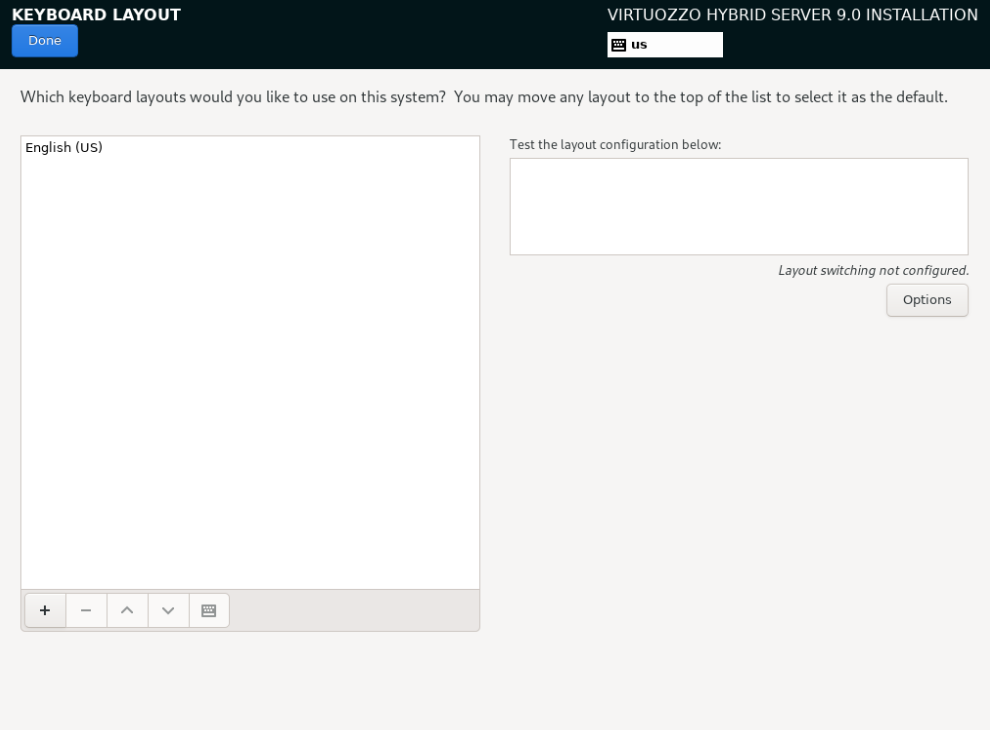 KEYBOARD LAYOUT
VIRTUOZZO HYBRID SERVER 9.0 INSTALLATION
Done
us
Which keyboard layouts would you like to use on this system?  You may move any layout to the top of the list to select it as the default.
English (US)
Test the layout configuration below:
Layout switching not configured.
Options